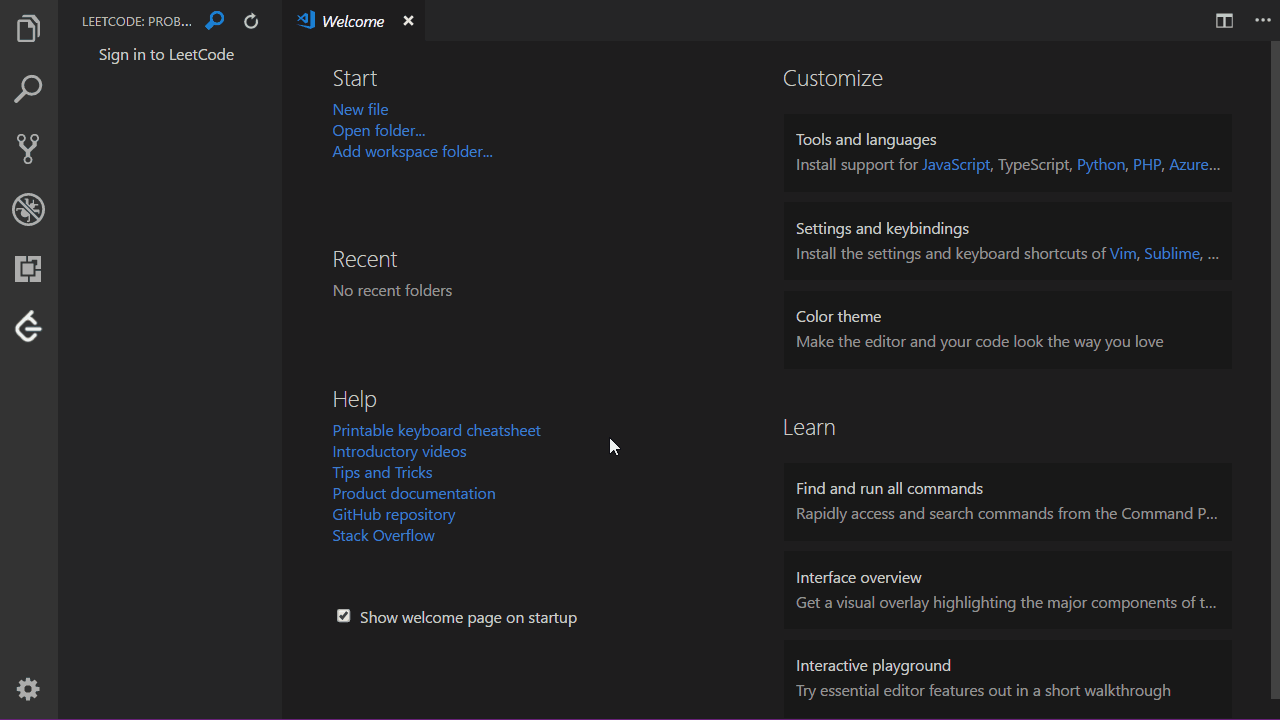 LEETCODE: PROB...
Sign in to LeetCode
Welcome
Start
New file
Open folder...
Add workspace folder...
Recent
No recent folders
Help
Printable keyboard cheatsheet
Introductory videos
Tips and Tricks
Product documentation
GitHub repository
Stack Overflow
Show welcome page on startup
Customize
Tools and languages
Install support for JavaScript, TypeScript, Python, PHP, Azure...
Settings and keybindings
Install the settings and keyboard shortcuts of Vim, Sublime, ...
Color theme
Make the editor and your code look the way you love
Learn
Find and run all commands
Rapidly access and search commands from the Command P...
Interface overview
Get a visual overlay highlighting the major components of t...
Interactive playground
Try essential editor features out in a short walkthrough